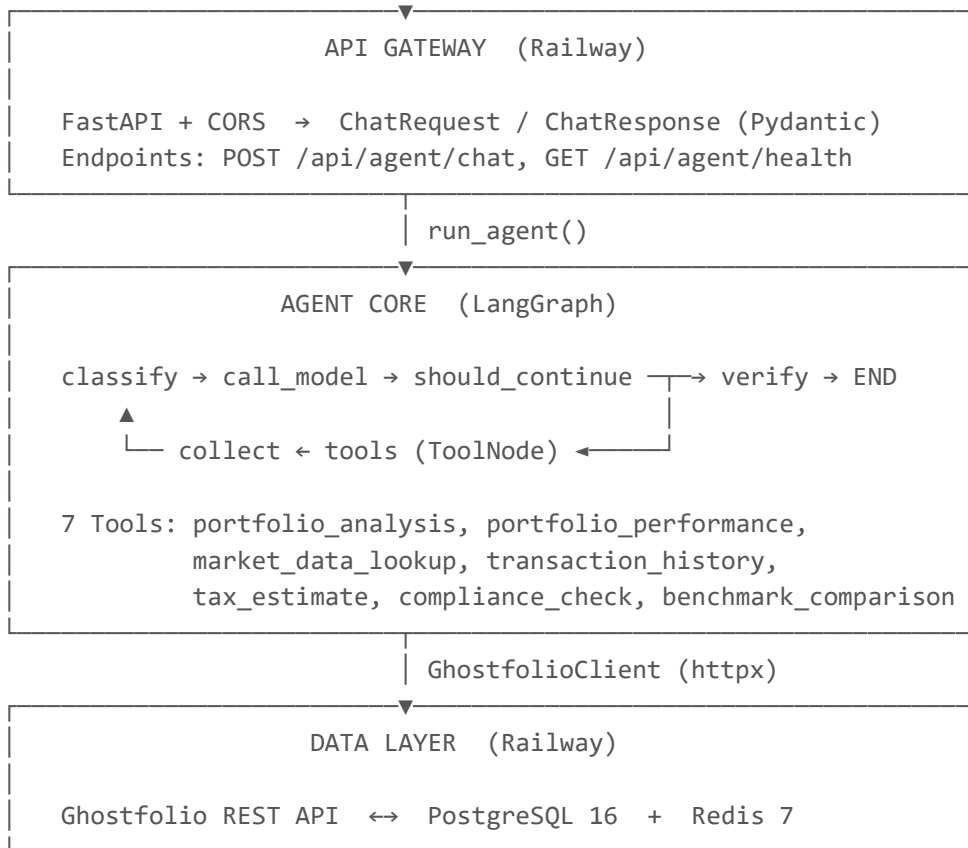 API GATEWAY (Railway)
FastAPI + CORS → ChatRequest / ChatResponse (Pydantic)
Endpoints: POST /api/agent/chat, GET /api/agent/health
run_agent()
AGENT CORE (LangGraph)
classify → call_model → should_continue → verify → END
collect ← tools (ToolNode)
7 Tools: portfolio_analysis, portfolio_performance,
market_data_lookup, transaction_history,
tax_estimate, compliance_check, benchmark_comparison
GhostfolioClient (httpx)
DATA LAYER (Railway)
Ghostfolio REST API ↔ PostgreSQL 16 + Redis 7